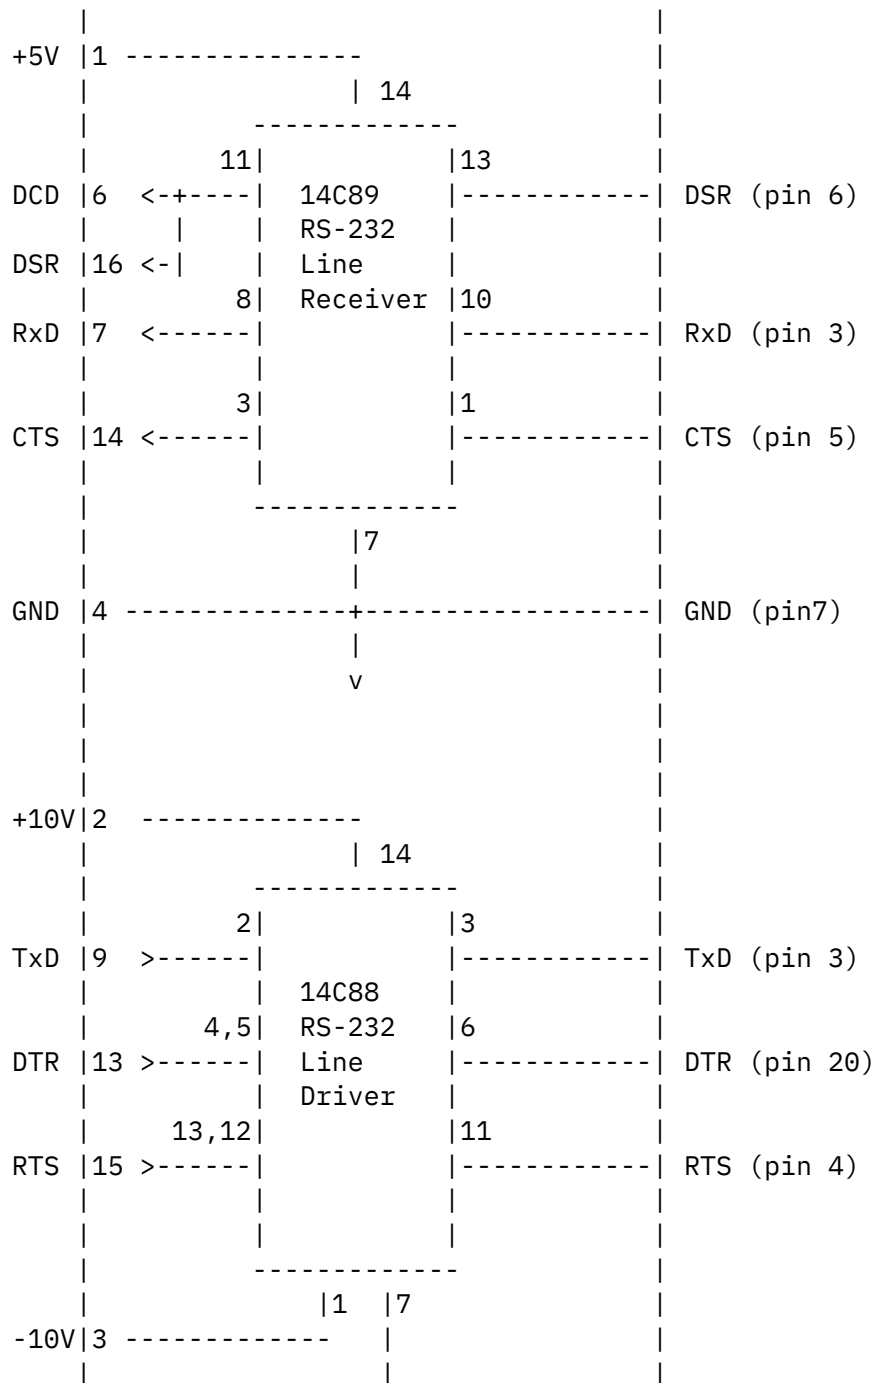 |                                   |
+5V |1 ---------------                  |
      |                | 14               |
      |          -------------            |
      |        11|           |13          |
DCD |6  <-+----|  14C89    |------------| DSR (pin 6)
      |     |    |  RS-232   |            |
DSR |16 <-|    |  Line     |            |
      |         8|  Receiver |10          |
RxD |7  <------|           |------------| RxD (pin 3)
      |          |           |            |
      |         3|           |1           |
CTS |14 <------|           |------------| CTS (pin 5)
      |          |           |            |
      |          -------------            |
      |                |7                 |
      |                |                  |
GND |4 --------------+------------------| GND (pin7)
      |                |                  |
      |                v                  |
      |                                   |
      |                                   |
      |                                   |
+10V|2  --------------                  |
      |                | 14               |
      |          -------------            |
      |         2|           |3           |
TxD |9  >------|           |------------| TxD (pin 3)
      |          |  14C88    |            |
      |       4,5|  RS-232   |6           |
DTR |13 >------|  Line     |------------| DTR (pin 20)
      |          |  Driver   |            |
      |     13,12|           |11          |
RTS |15 >------|           |------------| RTS (pin 4)
      |          |           |            |
      |          |           |            |
      |          -------------            |
      |              |1  |7               |
-10V|3 -------------   |                |
      |                  |                |